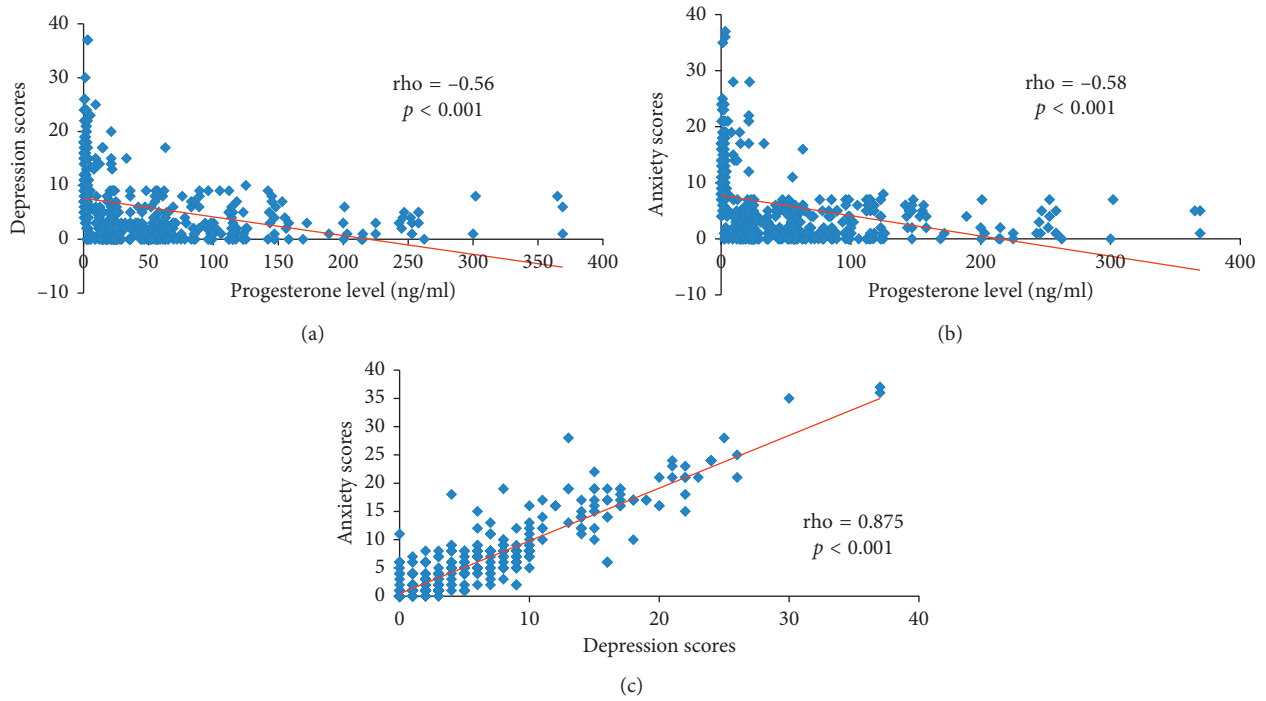 40
30
20
10
0
–10
Depression scores
rho = –0.56
p < 0.001
0 50 100 150 200 250 300 350 400
Progesterone level (ng/ml)
(a)
40
30
20
10
0
–10
Anxiety scores
rho = –0.58
p < 0.001
0 100 200 300 400
Progesterone level (ng/ml)
(b)
40
35
30
25
20
15
10
5
0
Anxiety scores
rho = 0.875
p < 0.001
0 10 20 30 40
Depression scores
(c)